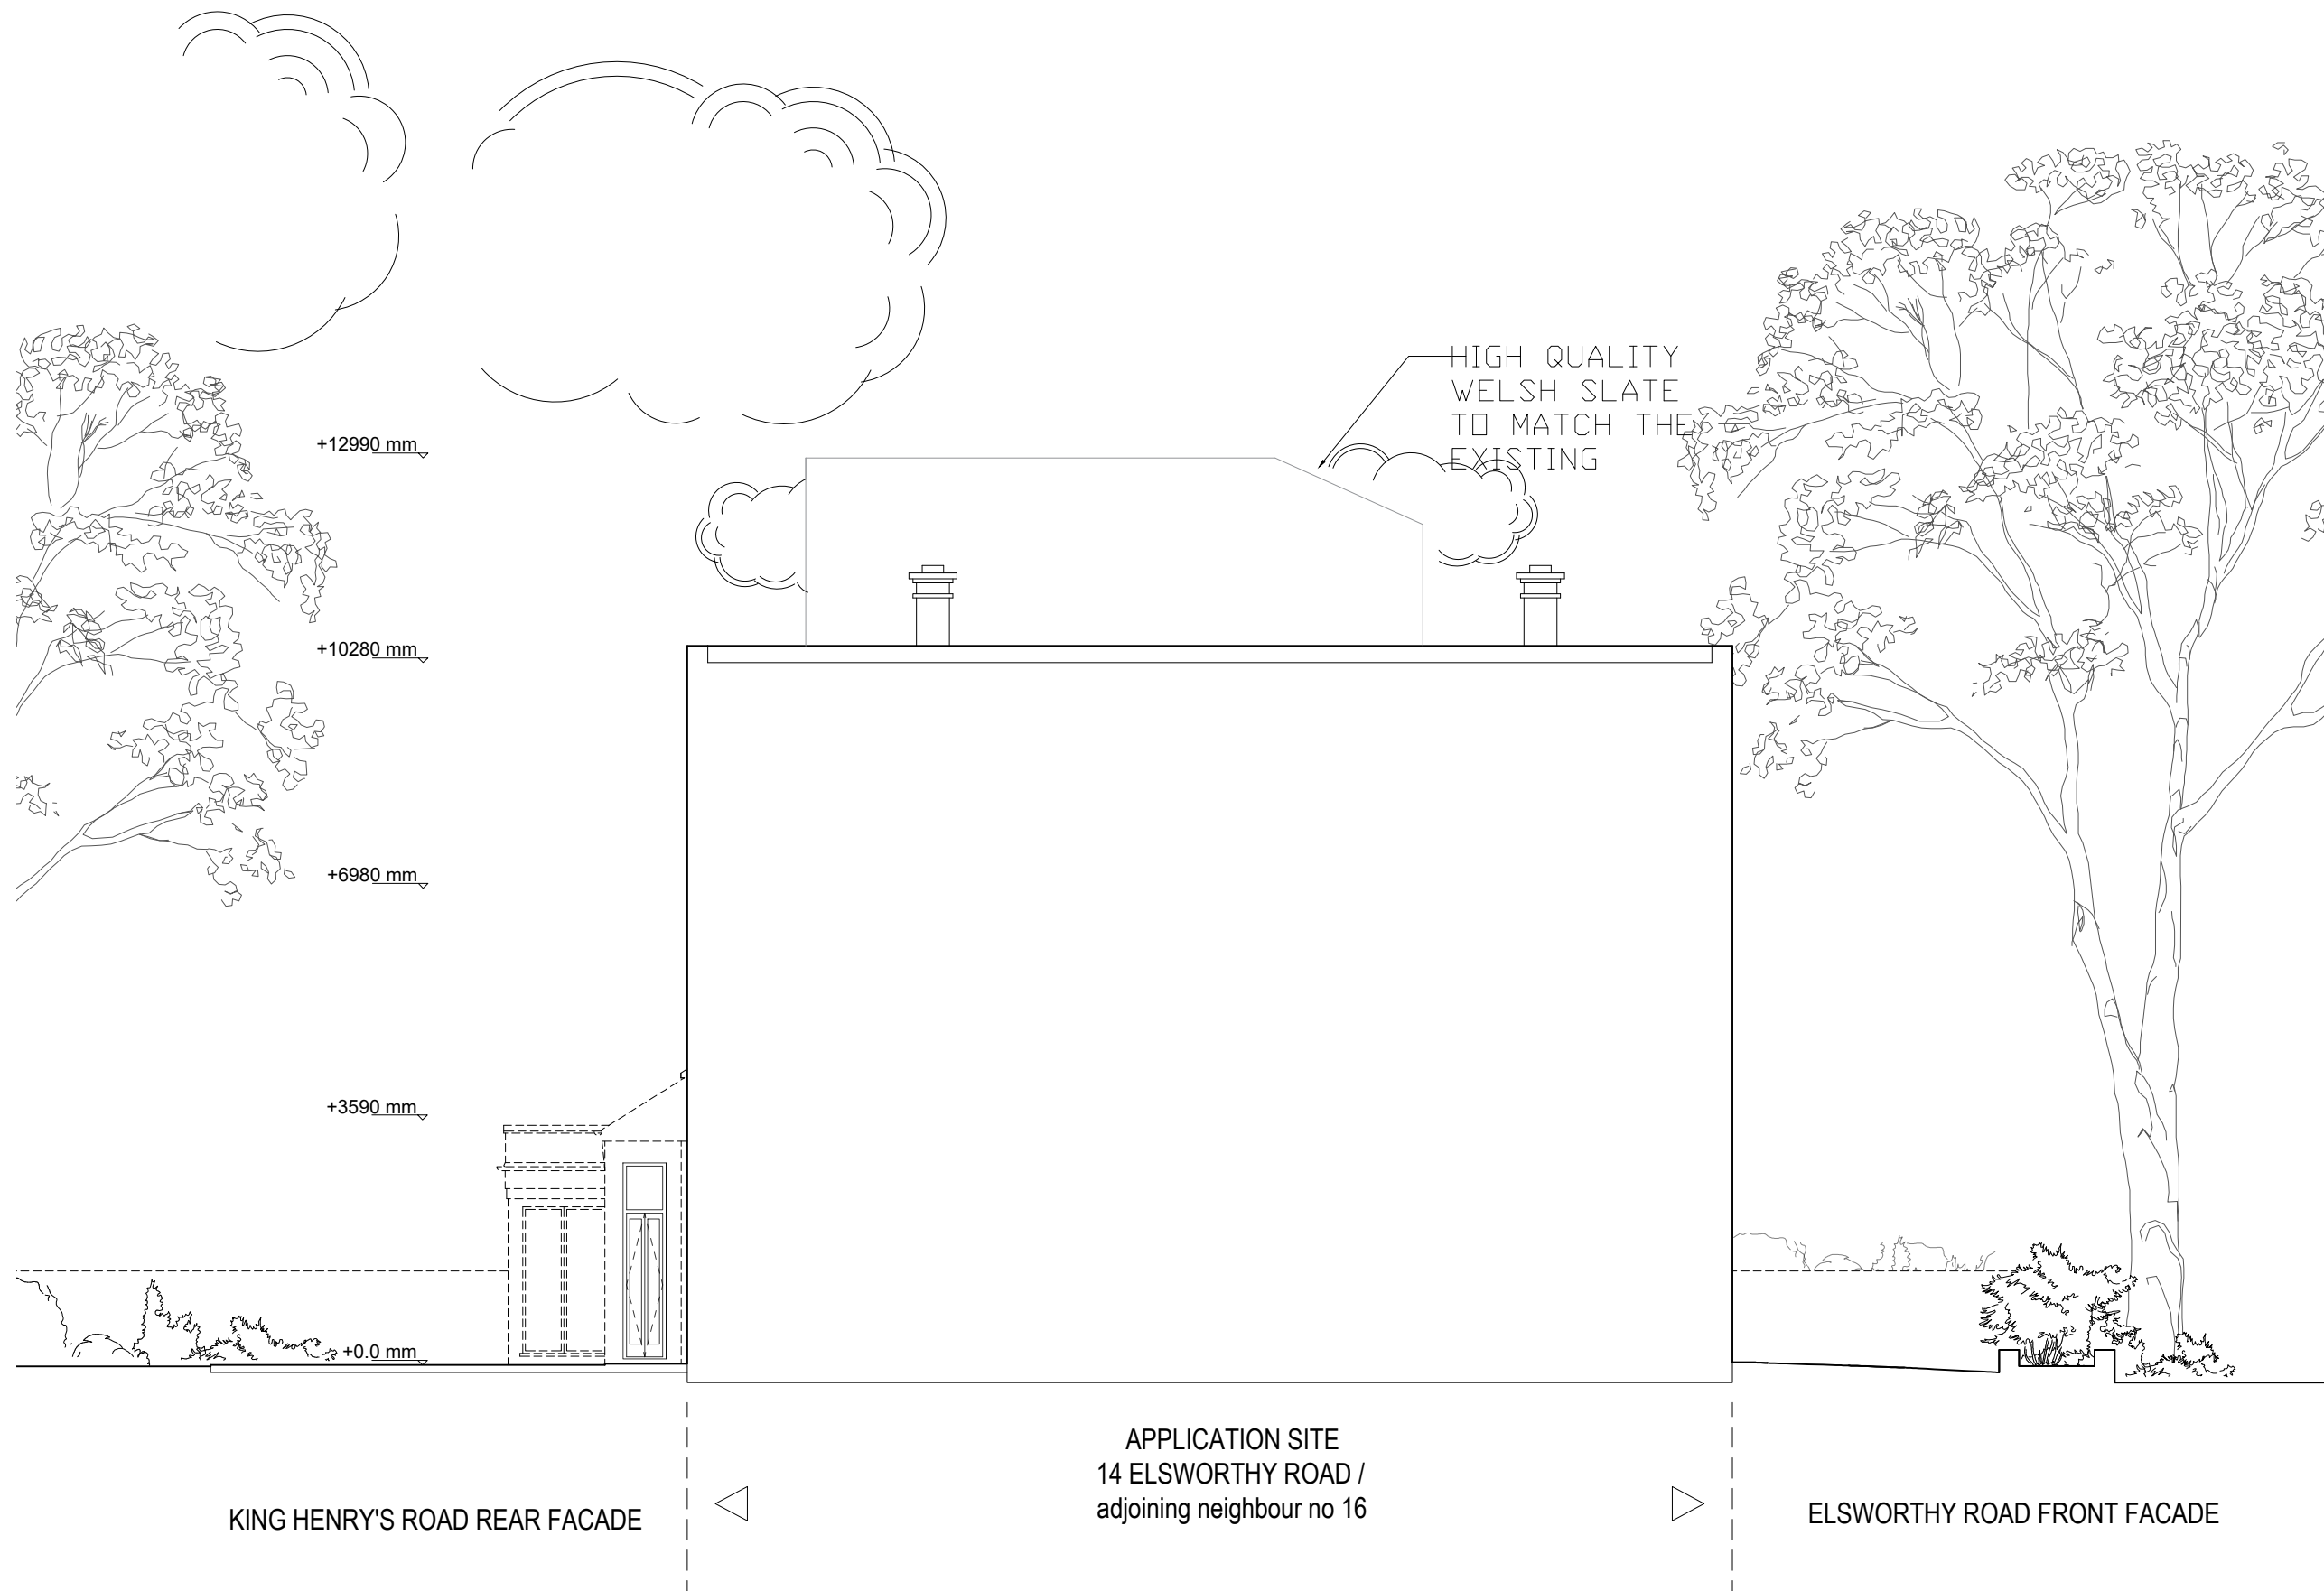 HIGH QUALITY
WELSH SLATE
TO MATCH THE
EXISTING
+12990 mm
+10280 mm
+6980 mm
+3590 mm
+0.0 mm
APPLICATION SITE
14 ELSWORTHY ROAD /
adjoining neighbour no 16
KING HENRY'S ROAD REAR FACADE
ELSWORTHY ROAD FRONT FACADE